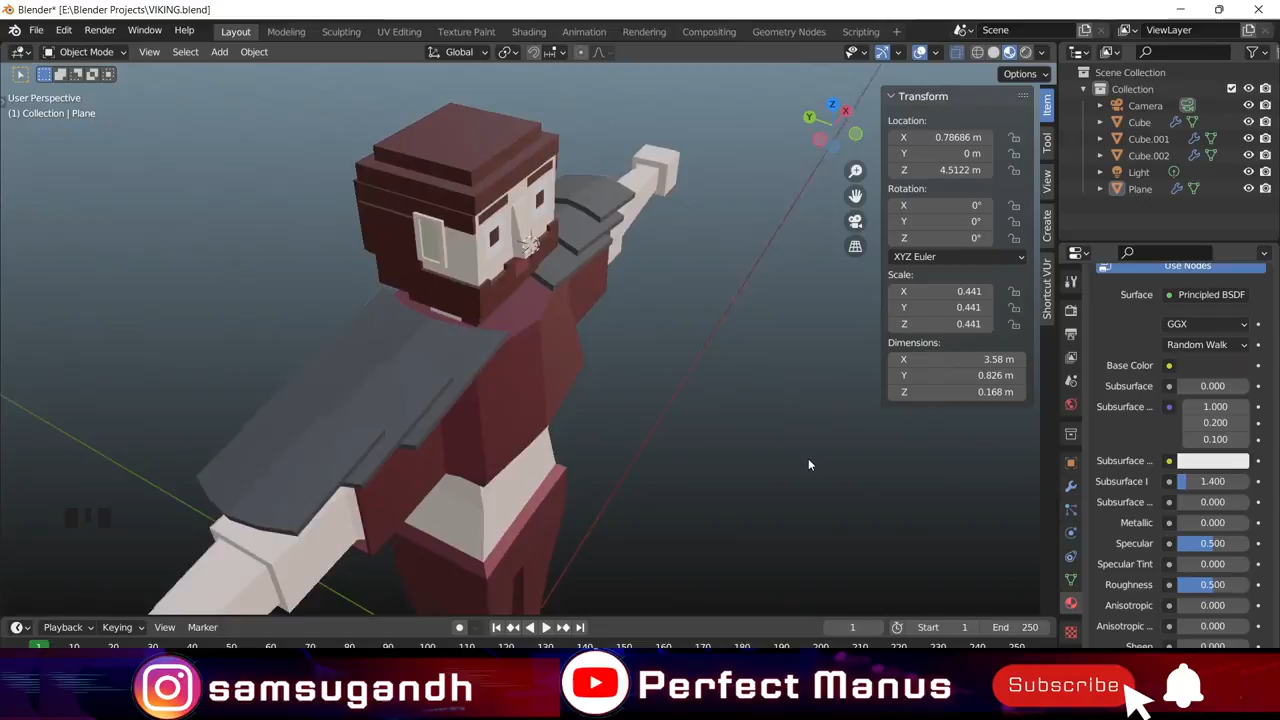 Blender* [E:\Blender Projects\VIKING.blend]
File Edit Render Window Help Layout Modeling Sculpting UV Editing Texture Paint Shading Animation Rendering Compositing Geometry Nodes Scripting + Scene ViewLayer
Object Mode View Select Add Object Global
Options
User Perspective
(1) Collection | Plane
Z
X
Y
Transform
Location:
X 0.78686 m
Y 0 m
Z 4.5122 m
Rotation:
X 0°
Y 0°
Z 0°
XYZ Euler
Scale:
X 0.441
Y 0.441
Z 0.441
Dimensions:
X 3.58 m
Y 0.826 m
Z 0.168 m
Item
Tool
View
Create
Shortcut VUr
Scene Collection
Collection
Camera
Cube
Cube.001
Cube.002
Light
Plane
Use Nodes
Surface Principled BSDF
GGX
Random Walk
Base Color
Subsurface 0.000
Subsurface ... 1.000
0.200
0.100
Subsurface ...
Subsurface I 1.400
Subsurface ... 0.000
Metallic 0.000
Specular 0.500
Specular Tint 0.000
Roughness 0.500
Anisotropic 0.000
Anisotropic ... 0.000
Playback Keying View Marker 1 Start 1 End 250
1
samsugandh Perfect Manus Subscribe